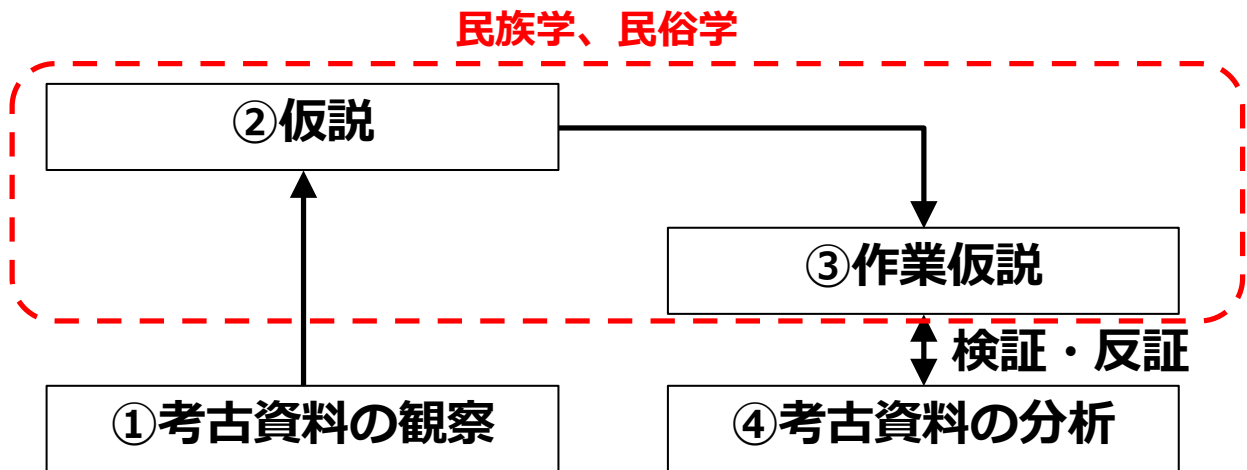 民族学、民俗学
②仮説
③作業仮説
検証・反証
①考古資料の観察
④考古資料の分析